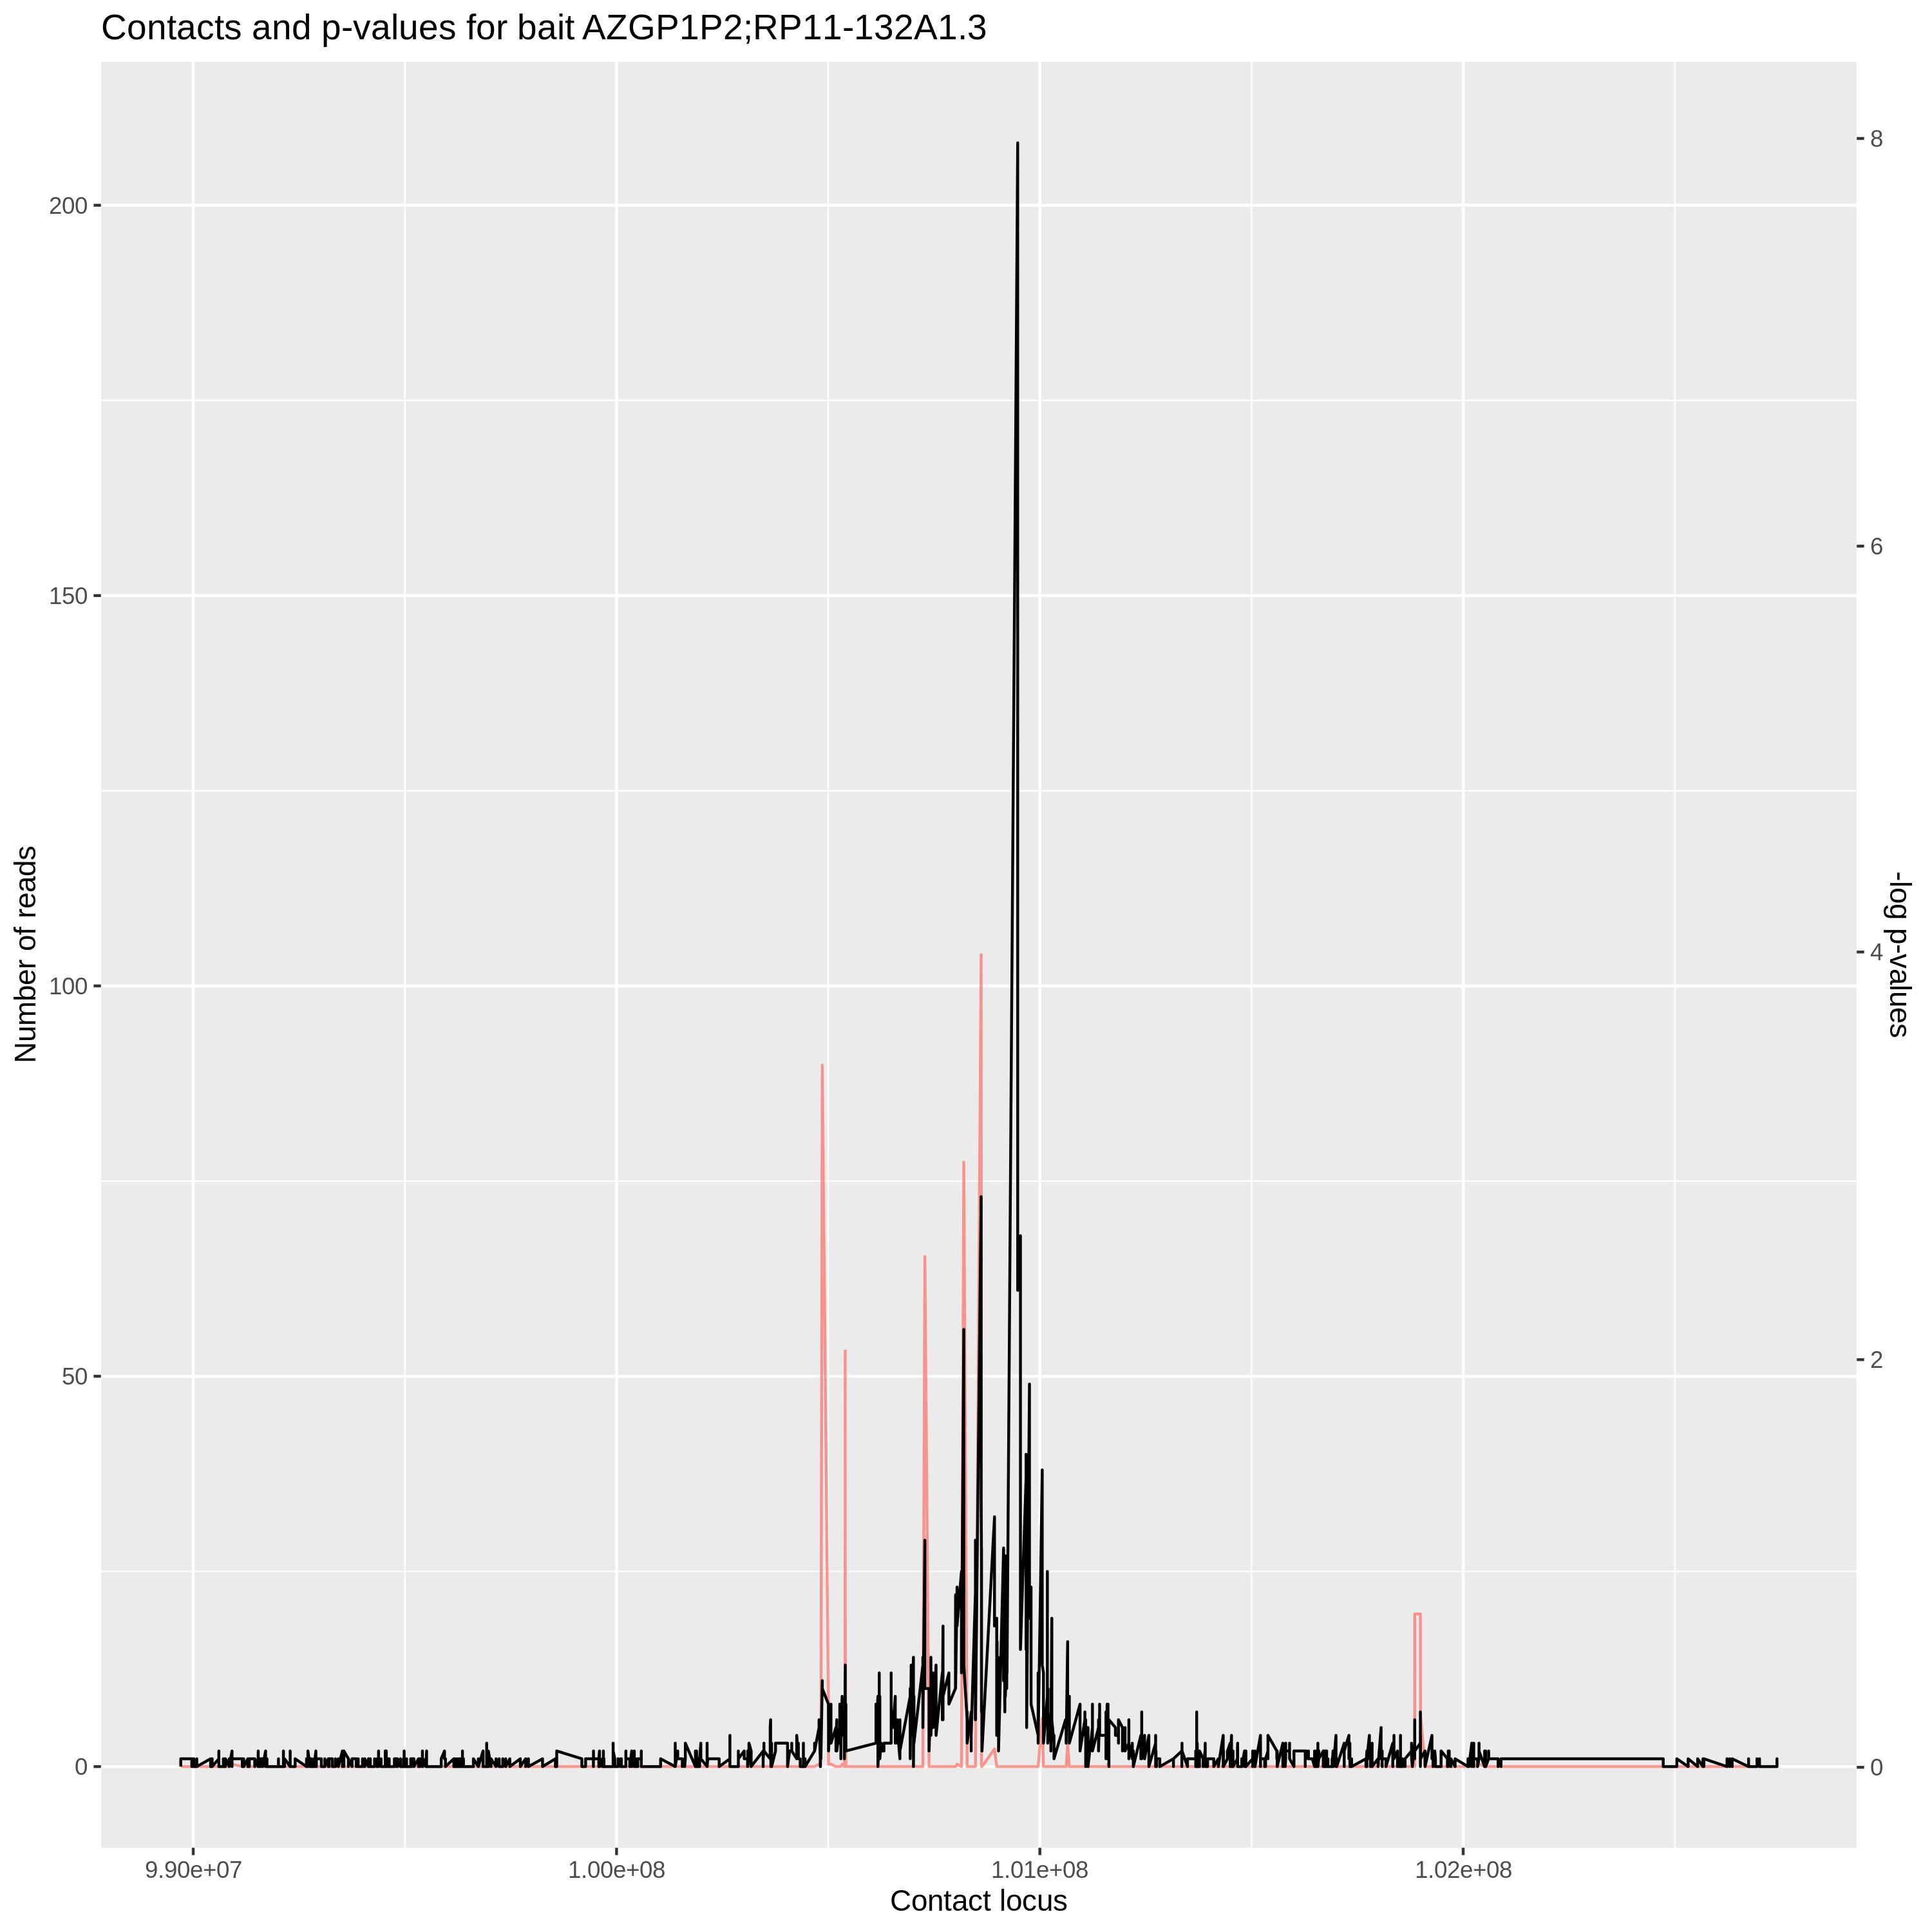 Contacts and p-values for bait AZGP1P2;RP11-132A1.3
200
150
100
50
0
Number of reads
8
6
4
2
0
-log p-values
9.90e+07
1.00e+08
1.01e+08
1.02e+08
Contact locus